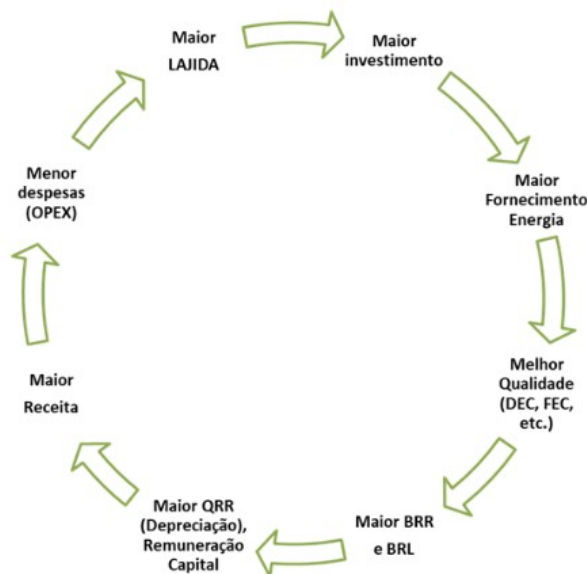 Maior
LAJIDA
Maior
investimento
Maior
Fornecimento
Energia
Melhor
Qualidade
(DEC, FEC,
etc.)
Maior BRR
e BRL
Maior QRR
(Depreciação),
Remuneração
Capital
Maior
Receita
Menor
despesas
(OPEX)